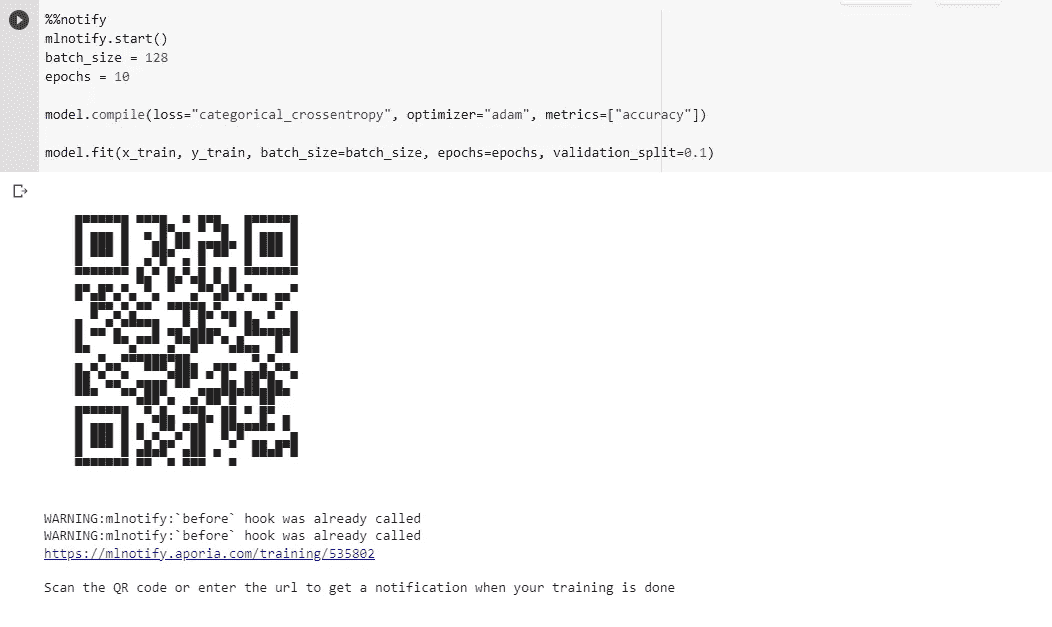 %%notify
mlnotify.start()
batch_size = 128
epochs = 10
model.compile(loss="categorical_crossentropy", optimizer="adam", metrics=["accuracy"])
model.fit(x_train, y_train, batch_size=batch_size, epochs=epochs, validation_split=0.1)
WARNING:mlnotify:`before` hook was already called
WARNING:mlnotify:`before` hook was already called
https://mlnotify.aporia.com/training/535802
Scan the QR code or enter the url to get a notification when your training is done